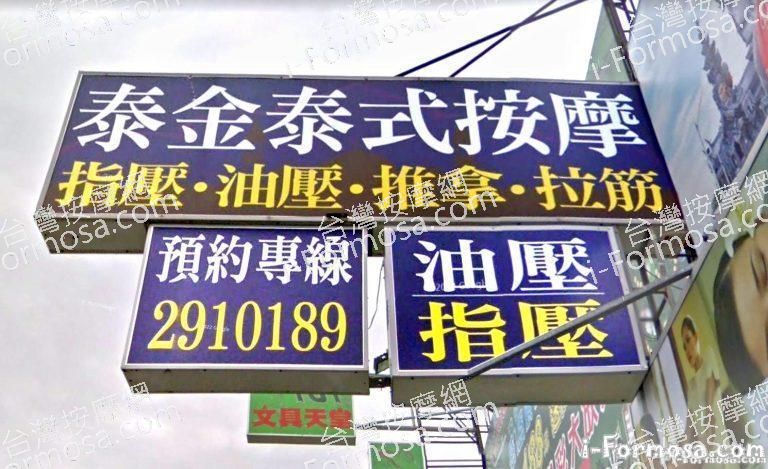 泰金泰式按摩
指壓·油壓·推拿·拉筋
預約專線
2910189
油壓
指壓
文具天堂
台灣按摩網
i-Formosa.com